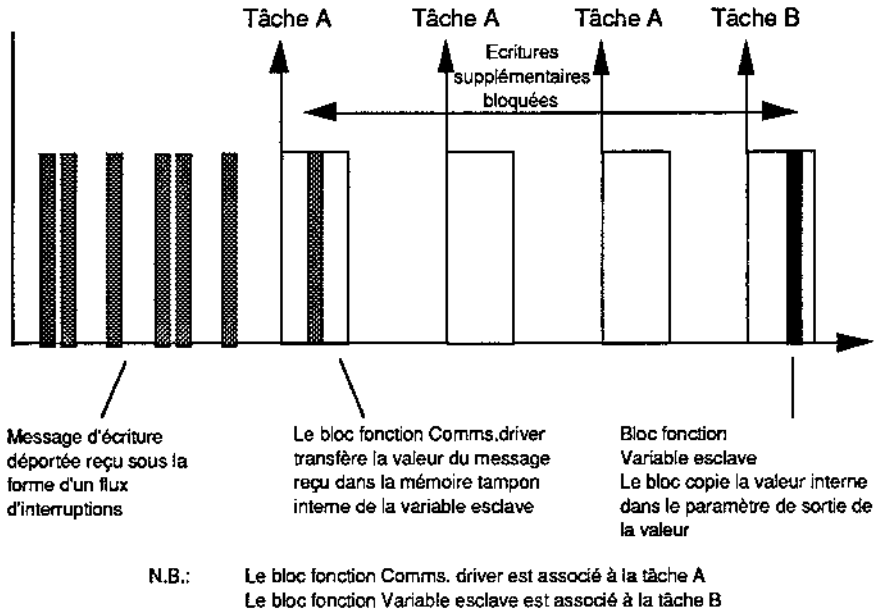 Tâche A
Tâche A
Tâche A
Tâche B
Ecritures
supplémentaires
bloquées
Message d'écriture
déportée reçu sous la
forme d'un flux
d'interruptions
Le bloc fonction Comms.driver
transfère la valeur du message
reçu dans la mémoire tampon
interne de la variable esclave
Bloc fonction
Variable esclave
Le bloc copie la valeur interne
dans le paramètre de sortie de
la valeur
N.B.: Le bloc fonction Comms. driver est associé à la tâche A
Le bloc fonction Variable esclave est associé à la tâche B